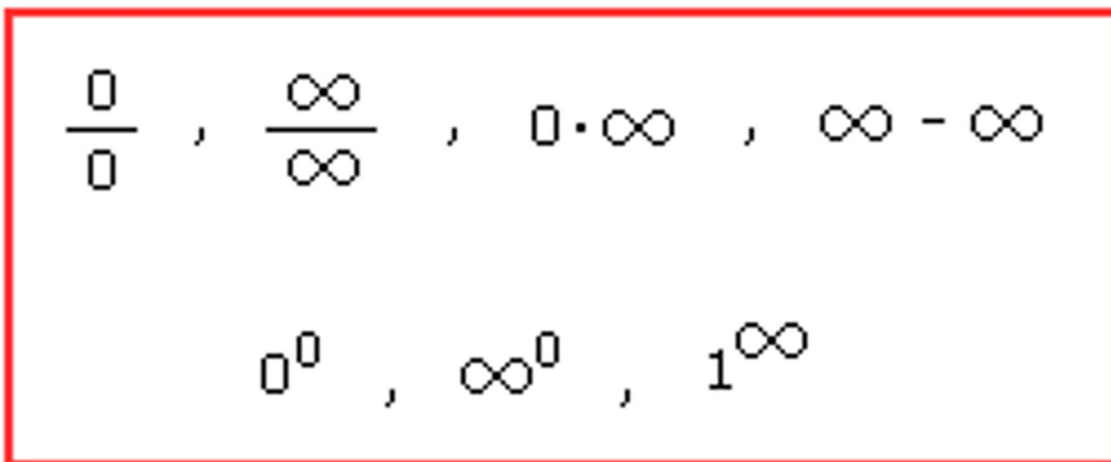 0/0 , ∞/∞ , 0·∞ , ∞ - ∞
0⁰ , ∞⁰ , 1^∞